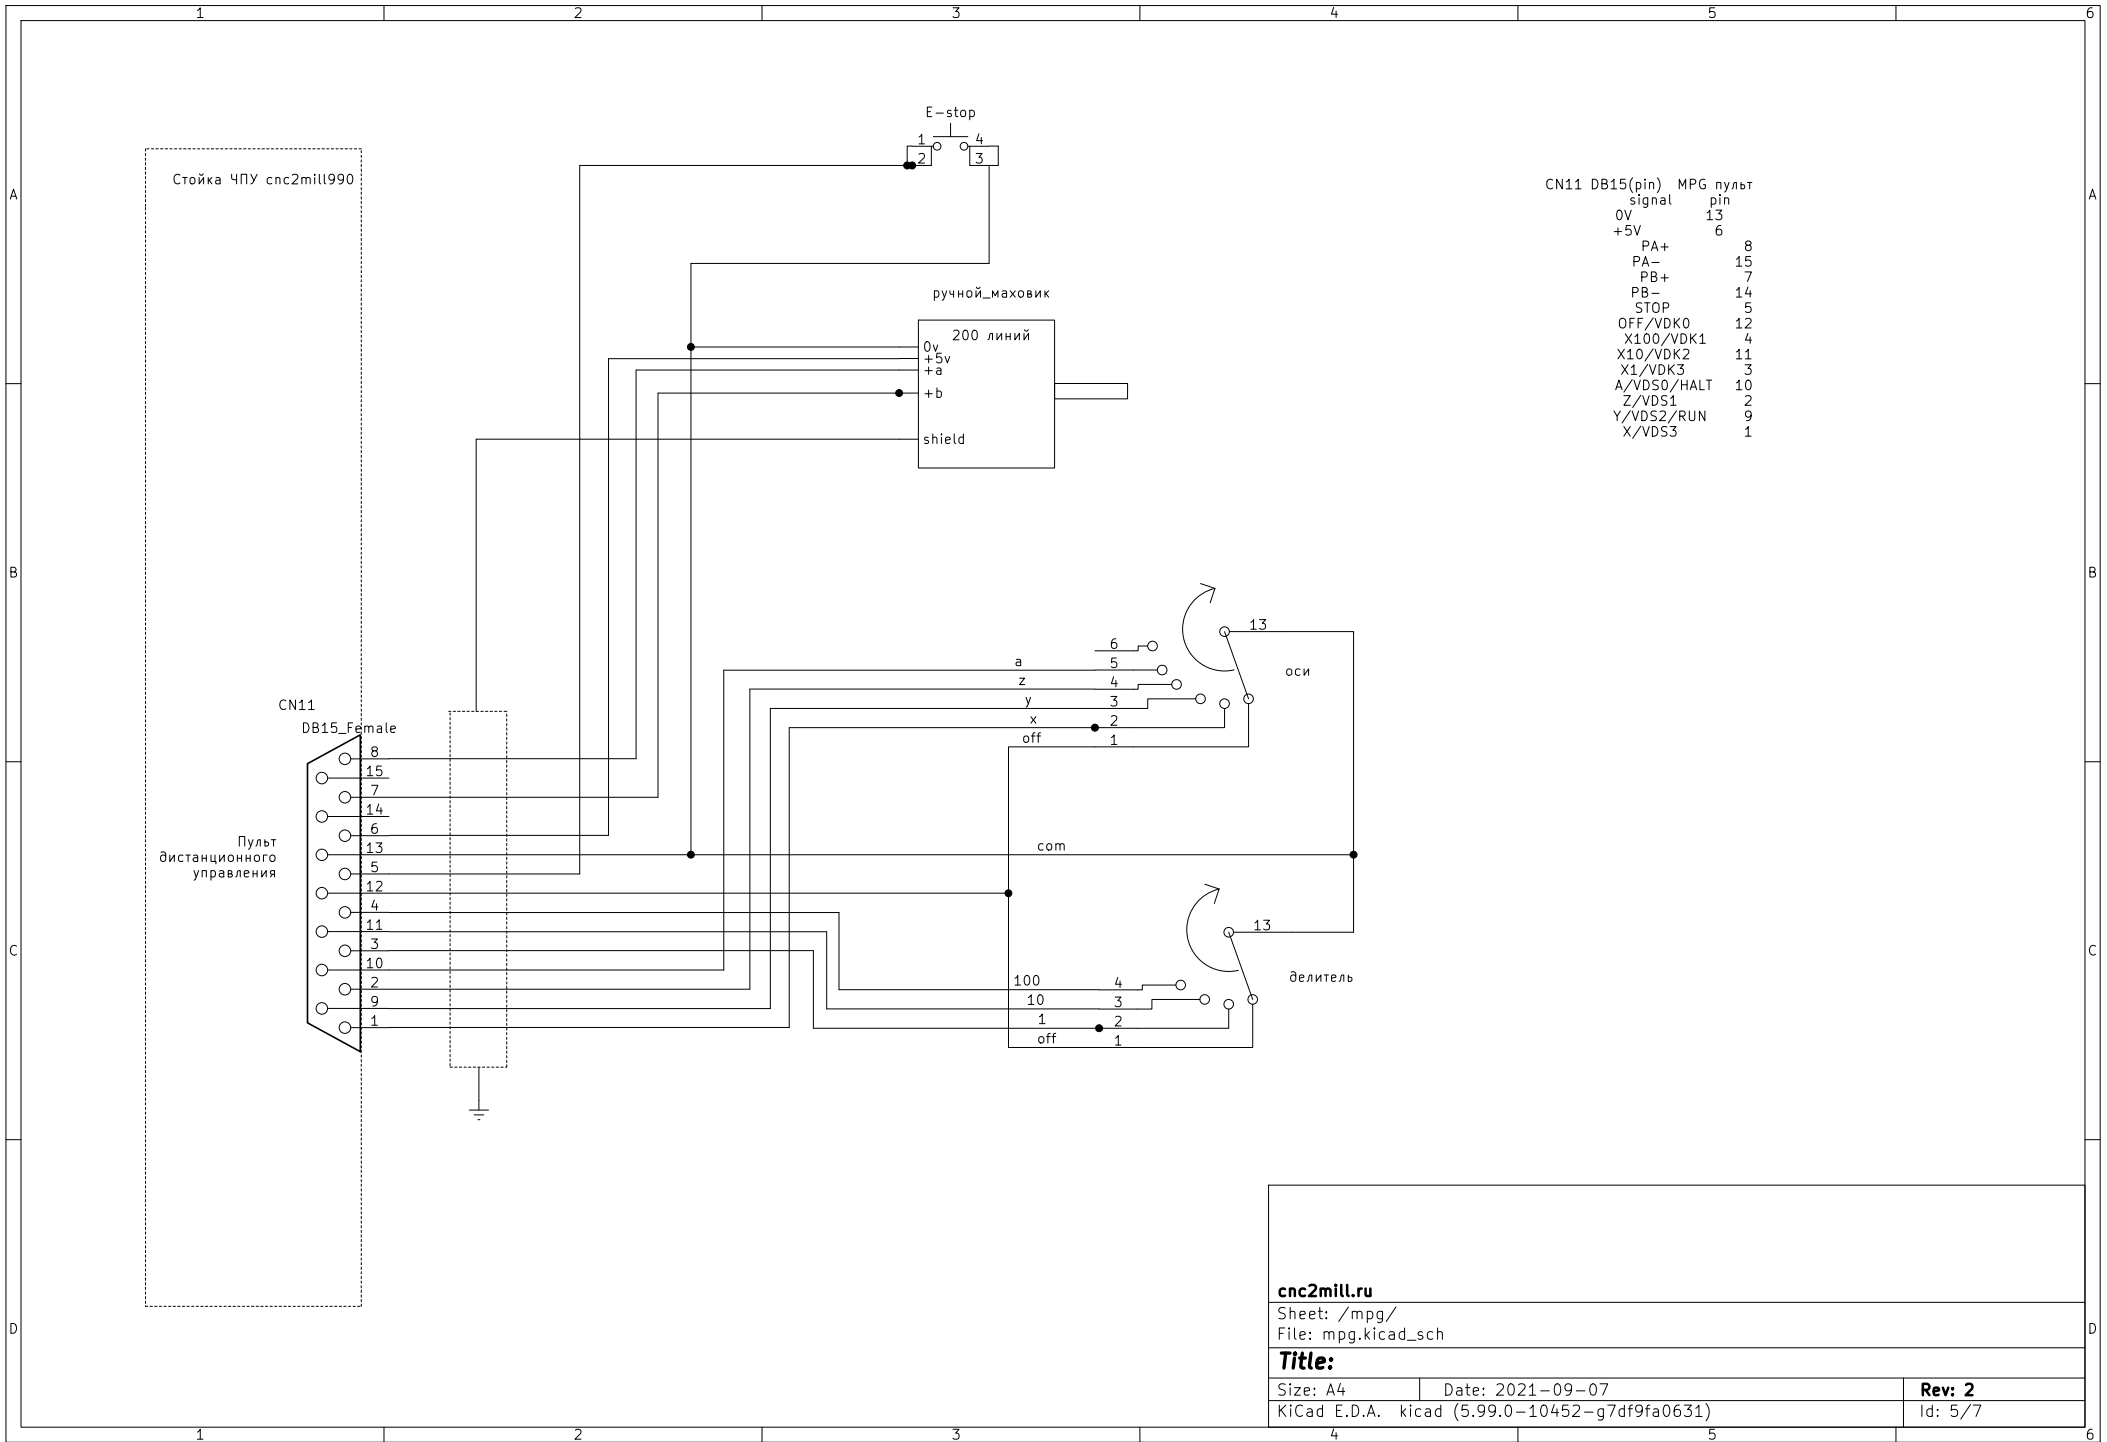 1 2 3 4 5 6
E-stop
1 4
2 3
Стойка ЧПУ cnc2mill990
A A
CN11 DB15(pin) MPG пульт
signal pin
0V 13
+5V 6
PA+ 8
PA- 15
PB+ 7
PB- 14
STOP 5
OFF/VDK0 12
X100/VDK1 4
X10/VDK2 11
X1/VDK3 3
A/VDS0/HALT 10
Z/VDS1 2
Y/VDS2/RUN 9
X/VDS3 1
ручной_маховик
200 линий
0v
+5v
+a
+b
shield
B B
13
6
a 5
z 4
y 3
x 2
off 1
оси
CN11
DB15_Female
8
15
7
14
6
13
5
12
4
11
3
10
2
9
1
Пульт
дистанционного
управления
com
C C
13
делитель
100 4
10 3
1 2
off 1
cnc2mill.ru
Sheet: /mpg/
File: mpg.kicad_sch
D D
Title:
Size: A4 Date: 2021-09-07 Rev: 2
KiCad E.D.A. kicad (5.99.0-10452-g7df9fa0631) Id: 5/7
1 2 3 4 5 6